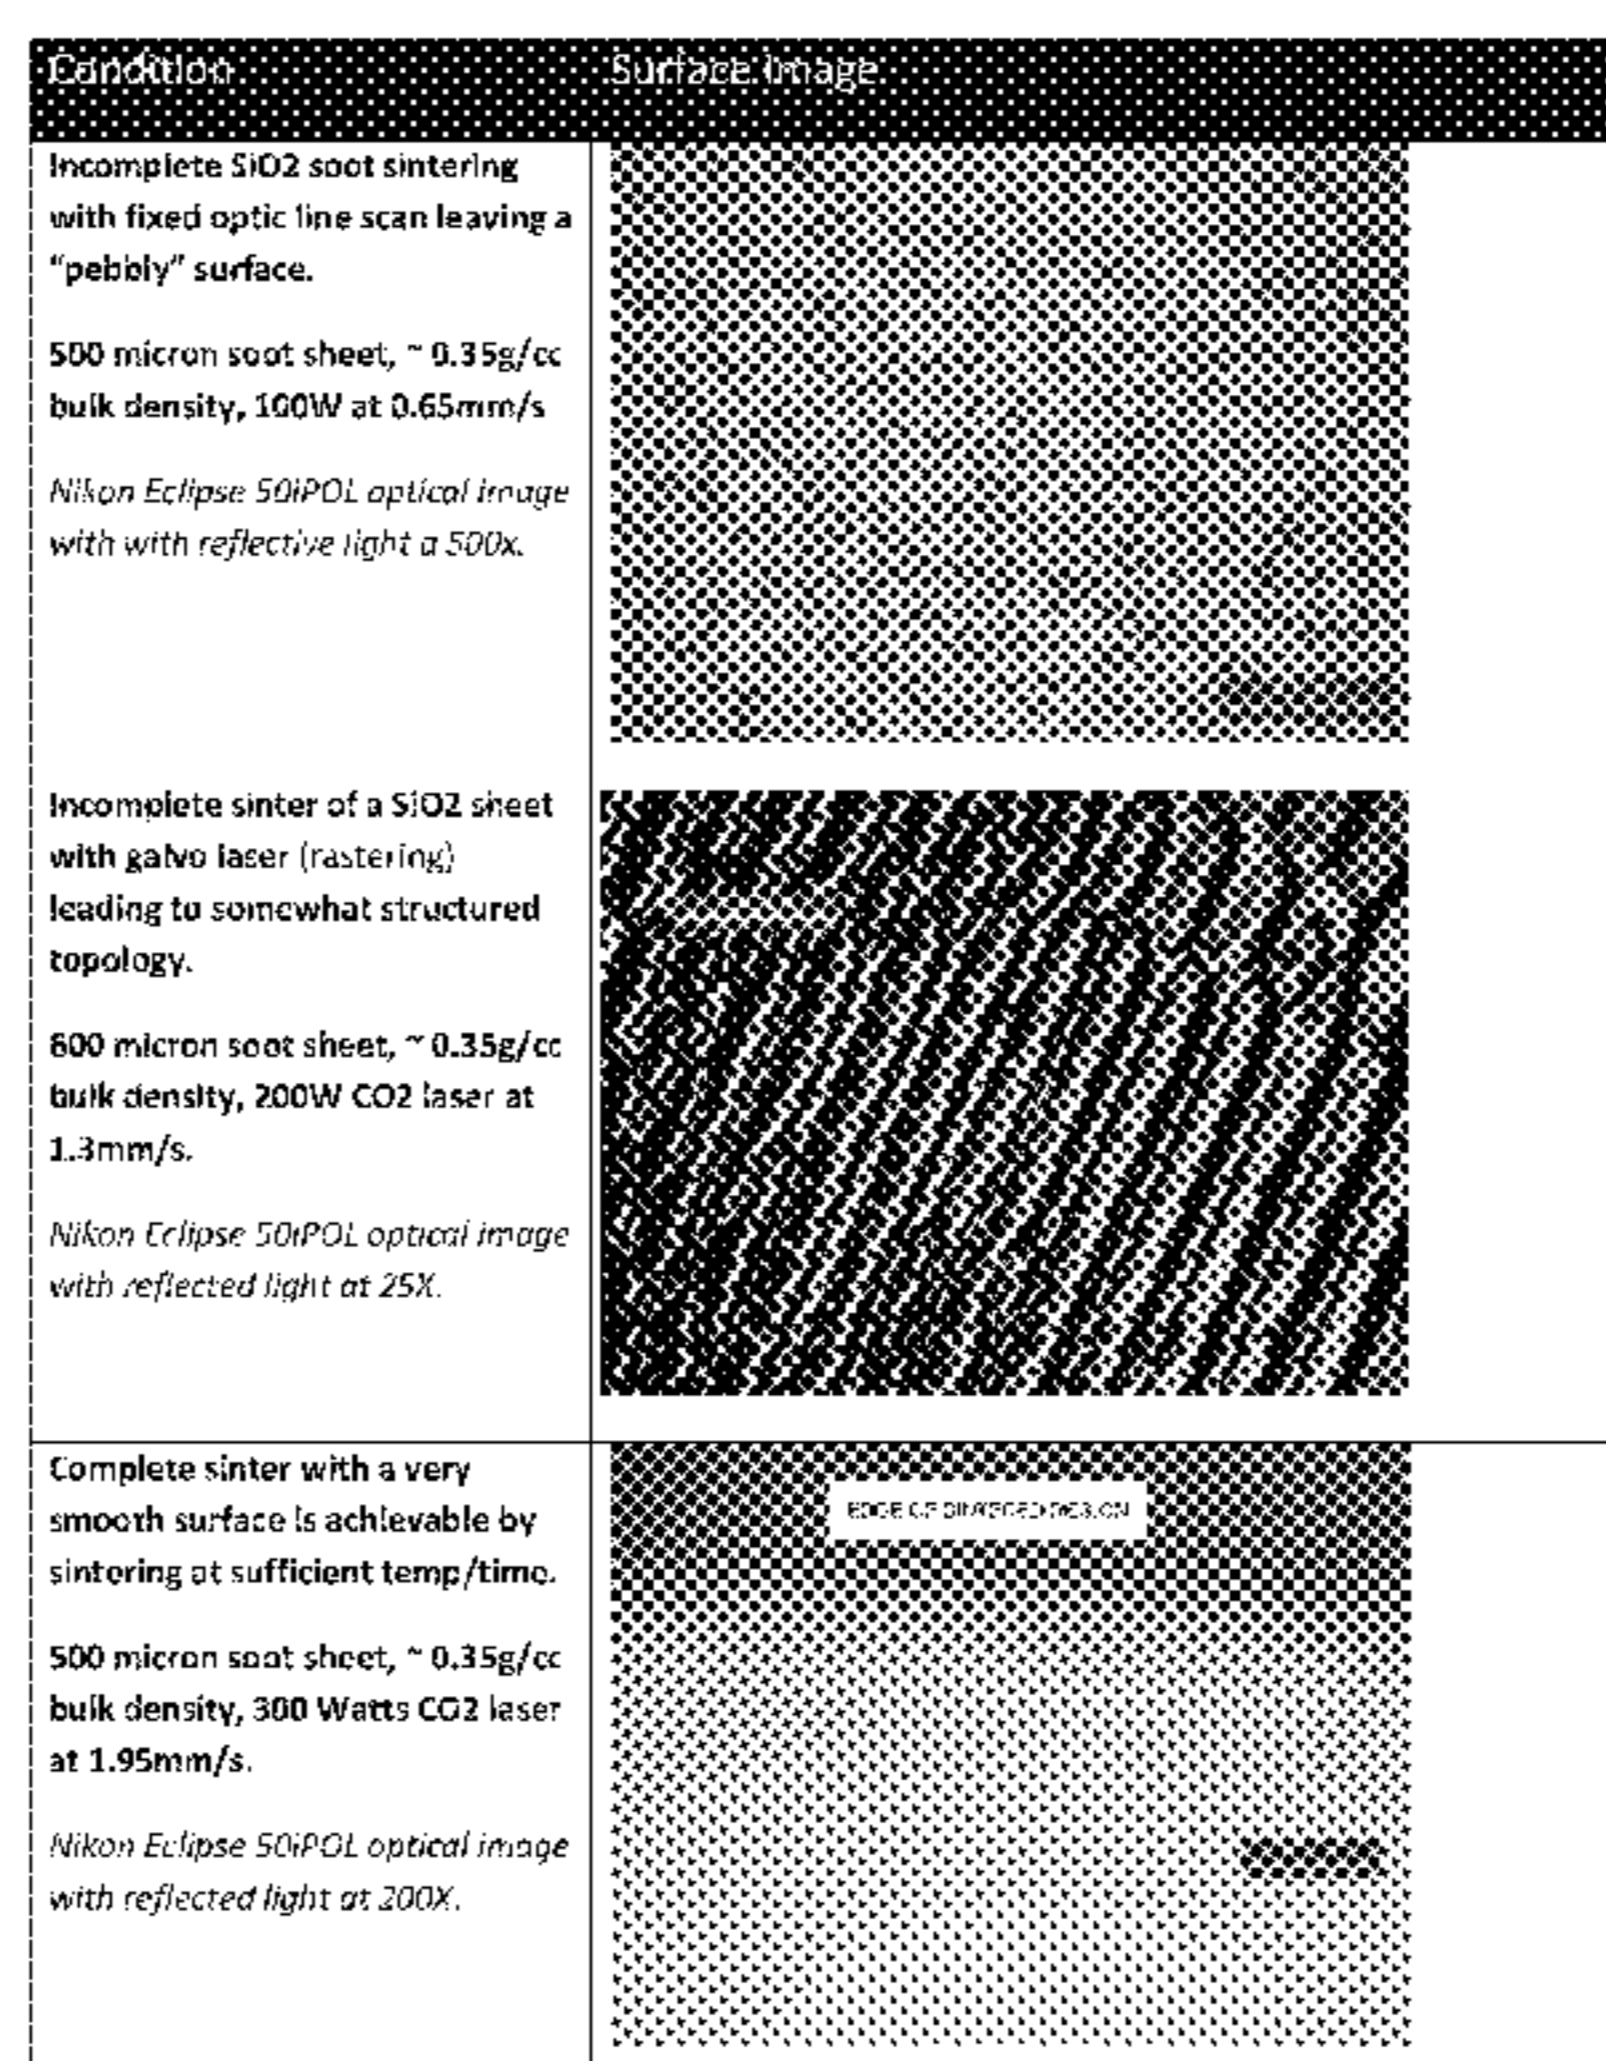 Condition
Surface Image
Incomplete SiO2 soot sintering
with fixed optic line scan leaving a
"pebbly" surface.
500 micron soot sheet, ~ 0.35g/cc
bulk density, 100W at 0.65mm/s
Nikon Eclipse 50iPOL optical image
with with reflective light a 500x.
Incomplete sinter of a SiO2 sheet
with galvo laser (rastering)
leading to somewhat structured
topology.
600 micron soot sheet, ~ 0.35g/cc
bulk density, 200W CO2 laser at
1.3mm/s.
Nikon Eclipse 50iPOL optical image
with reflected light at 25X.
EDGE OF SINTERED REGION
Complete sinter with a very
smooth surface is achievable by
sintering at sufficient temp/time.
500 micron soot sheet, ~ 0.35g/cc
bulk density, 300 Watts CO2 laser
at 1.95mm/s.
Nikon Eclipse 50iPOL optical image
with reflected light at 200X.